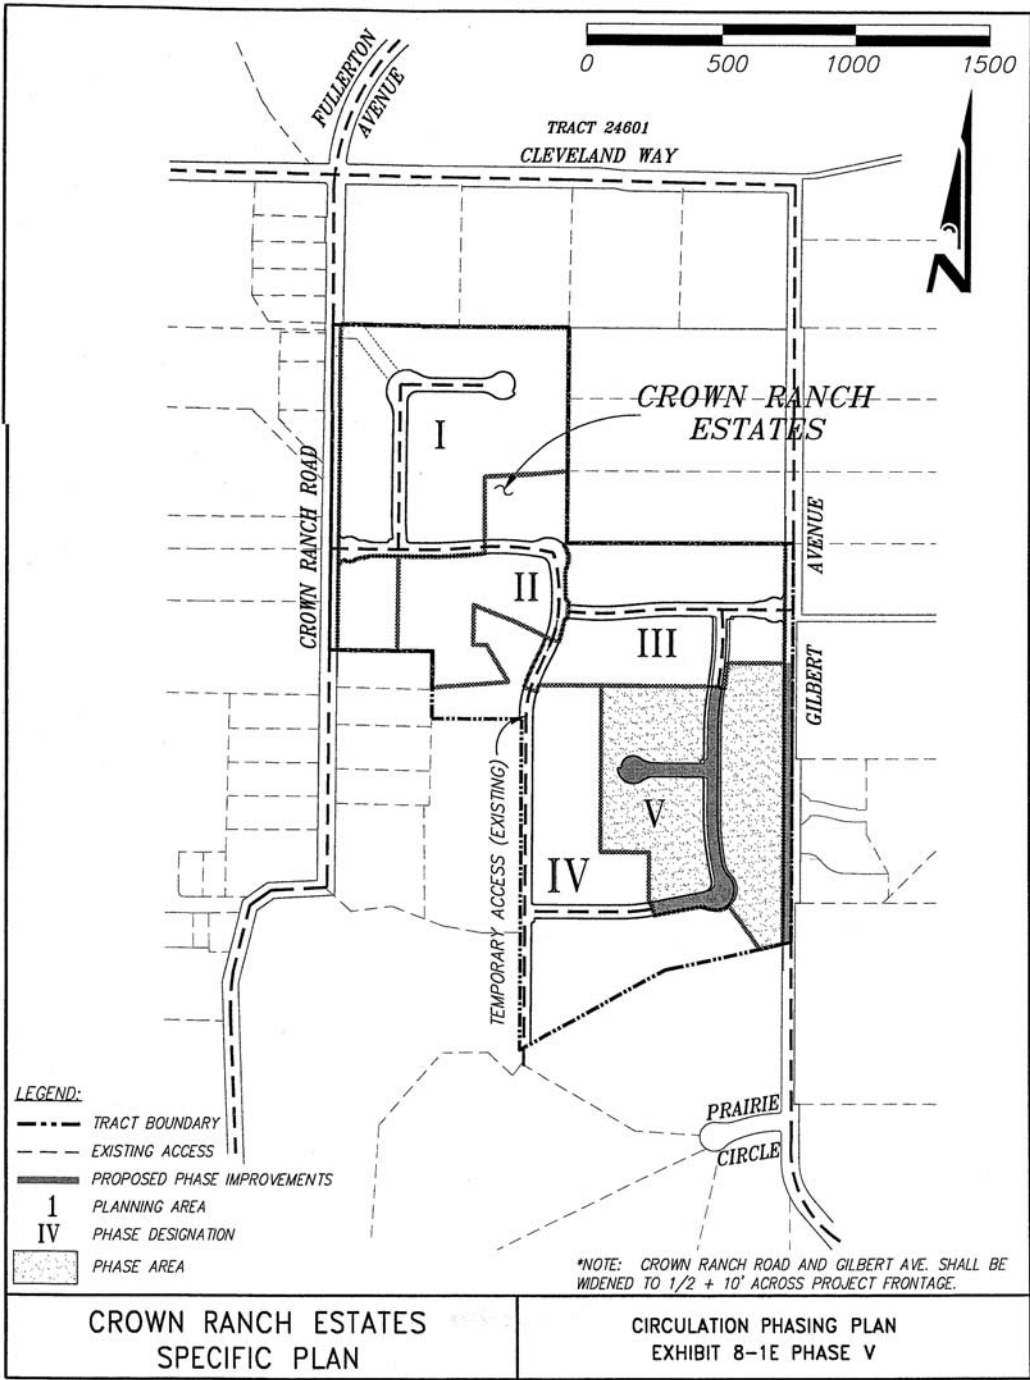 0 500 1000 1500
FULLERTON
AVENUE
TRACT 24601
CLEVELAND WAY
N
CROWN RANCH
ESTATES
I
CROWN RANCH ROAD
AVENUE
II
III
GILBERT
TEMPORARY ACCESS (EXISTING)
V
IV
PRAIRIE
CIRCLE
LEGEND:
TRACT BOUNDARY
EXISTING ACCESS
PROPOSED PHASE IMPROVEMENTS
1 PLANNING AREA
IV PHASE DESIGNATION
PHASE AREA
*NOTE: CROWN RANCH ROAD AND GILBERT AVE. SHALL BE
WIDENED TO 1/2 + 10' ACROSS PROJECT FRONTAGE.
CROWN RANCH ESTATES
SPECIFIC PLAN
CIRCULATION PHASING PLAN
EXHIBIT 8-1E PHASE V